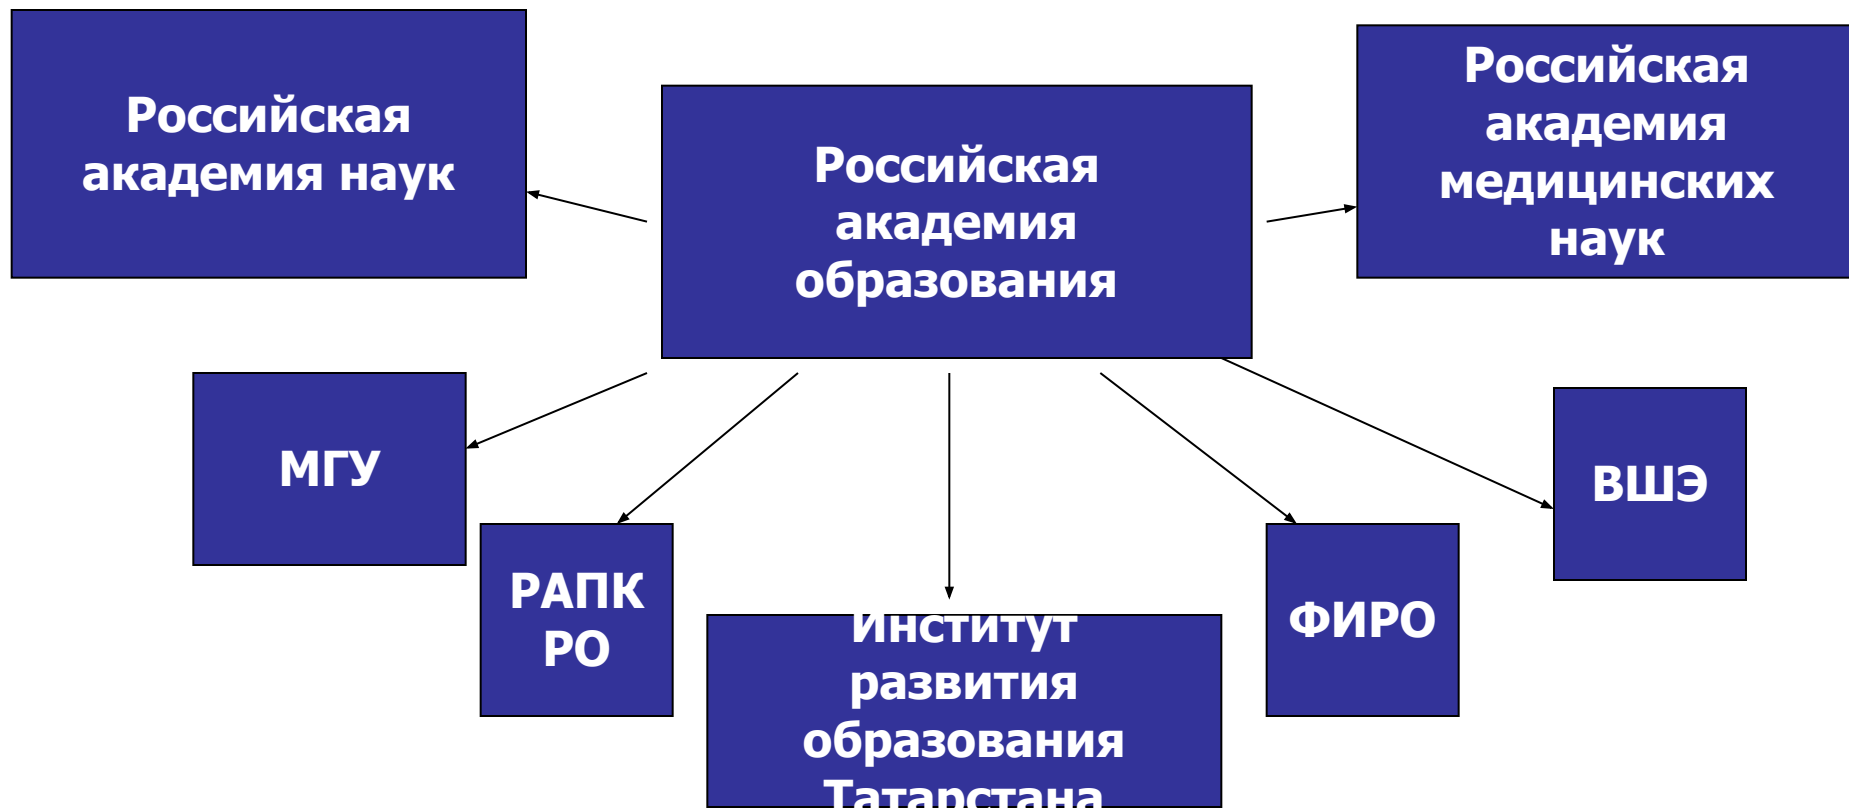 Российская
академия наук
Российская
академия
образования
Российская
академия
медицинских
наук
МГУ
РАПК
РО
Институт
развития
образования
Татарстана
ФИРО
ВШЭ